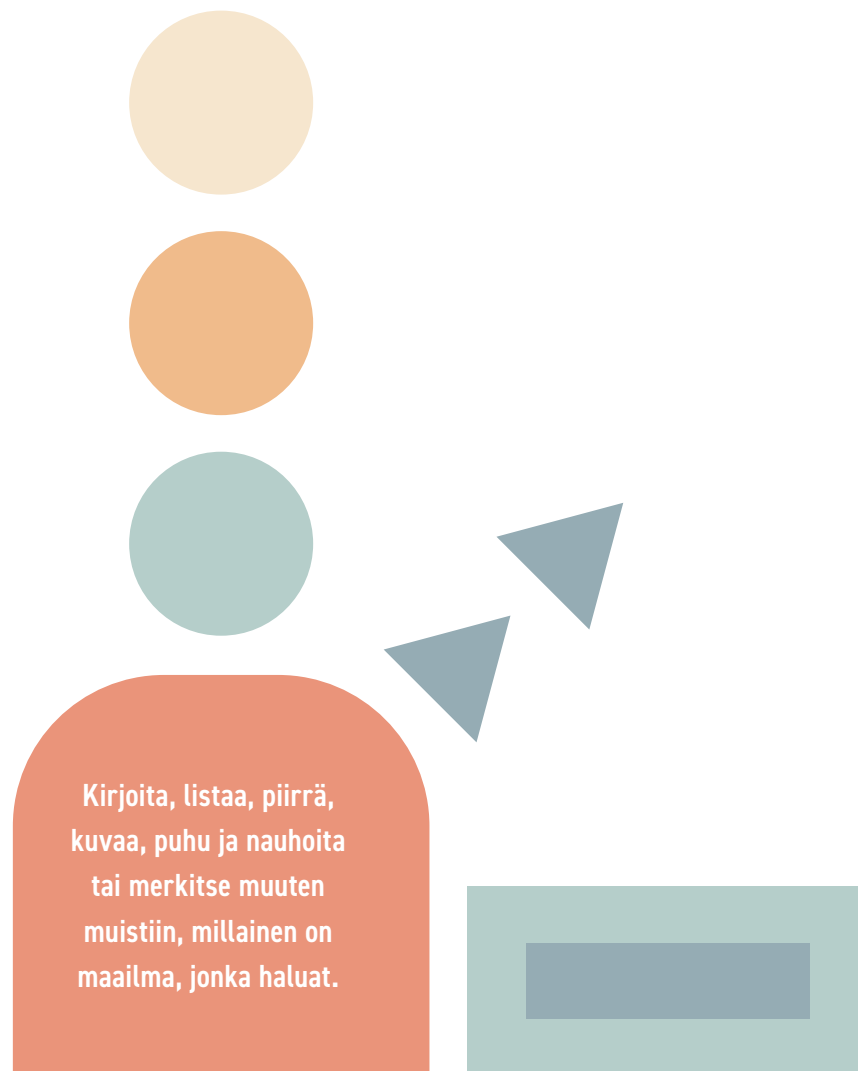 Kirjoita, listaa, piirrä,
kuvaa, puhu ja nauhoita
tai merkitse muuten
muistiin, millainen on
maailma, jonka haluat.